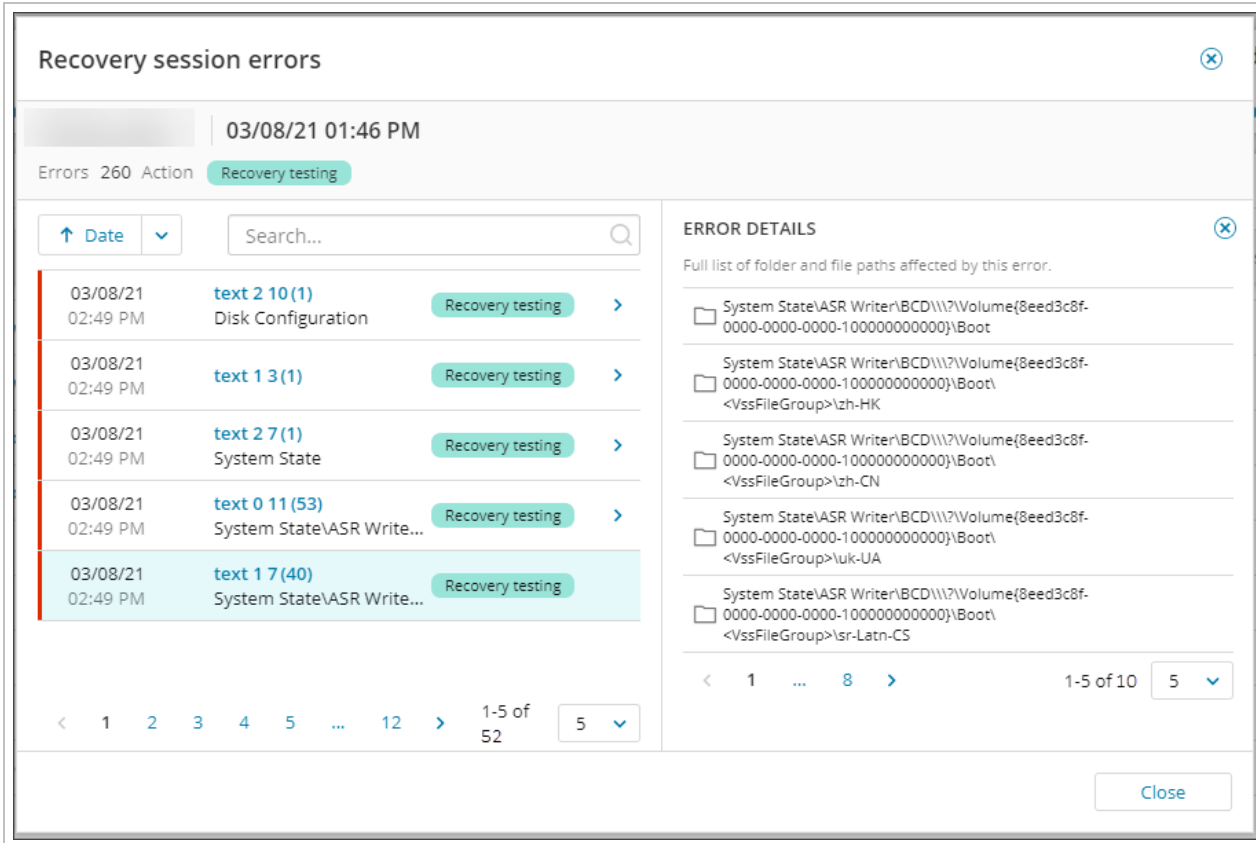 Recovery session errors
03/08/21 01:46 PM
Errors 260 Action Recovery testing
Date
Search...
03/08/21
02:49 PM
text 2 10 (1)
Disk Configuration
Recovery testing
03/08/21
02:49 PM
text 1 3 (1)
Recovery testing
03/08/21
02:49 PM
text 2 7 (1)
System State
Recovery testing
03/08/21
02:49 PM
text 0 11 (53)
System State\ASR Write...
Recovery testing
03/08/21
02:49 PM
text 1 7 (40)
System State\ASR Write...
Recovery testing
1 2 3 4 5 ... 12
1-5 of
52
5
ERROR DETAILS
Full list of folder and file paths affected by this error.
System State\ASR Writer\BCD\\\?\Volume{8eed3c8f-
0000-0000-0000-100000000000}\Boot
System State\ASR Writer\BCD\\\?\Volume{8eed3c8f-
0000-0000-0000-100000000000}\Boot\
<VssFileGroup>\zh-HK
System State\ASR Writer\BCD\\\?\Volume{8eed3c8f-
0000-0000-0000-100000000000}\Boot\
<VssFileGroup>\zh-CN
System State\ASR Writer\BCD\\\?\Volume{8eed3c8f-
0000-0000-0000-100000000000}\Boot\
<VssFileGroup>\uk-UA
System State\ASR Writer\BCD\\\?\Volume{8eed3c8f-
0000-0000-0000-100000000000}\Boot\
<VssFileGroup>\sr-Latn-CS
1 ... 8
1-5 of 10
5
Close